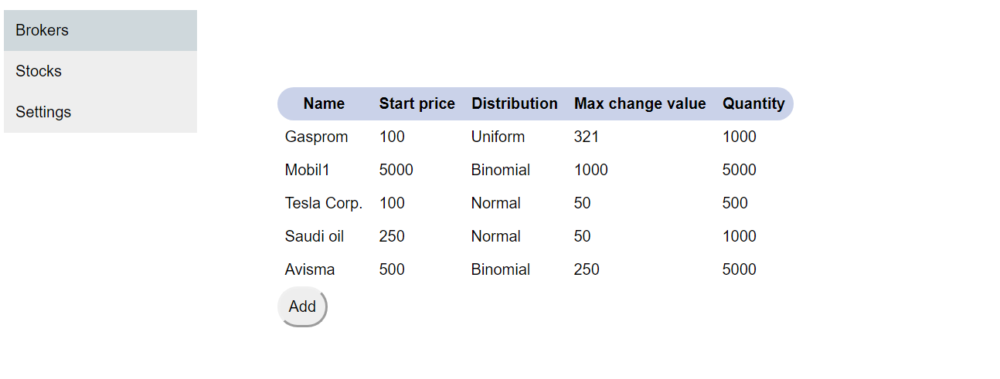 Brokers
Stocks
Settings
Name Start price Distribution Max change value Quantity
Gasprom 100 Uniform 321 1000
Mobil1 5000 Binomial 1000 5000
Tesla Corp. 100 Normal 50 500
Saudi oil 250 Normal 50 1000
Avisma 500 Binomial 250 5000
Add